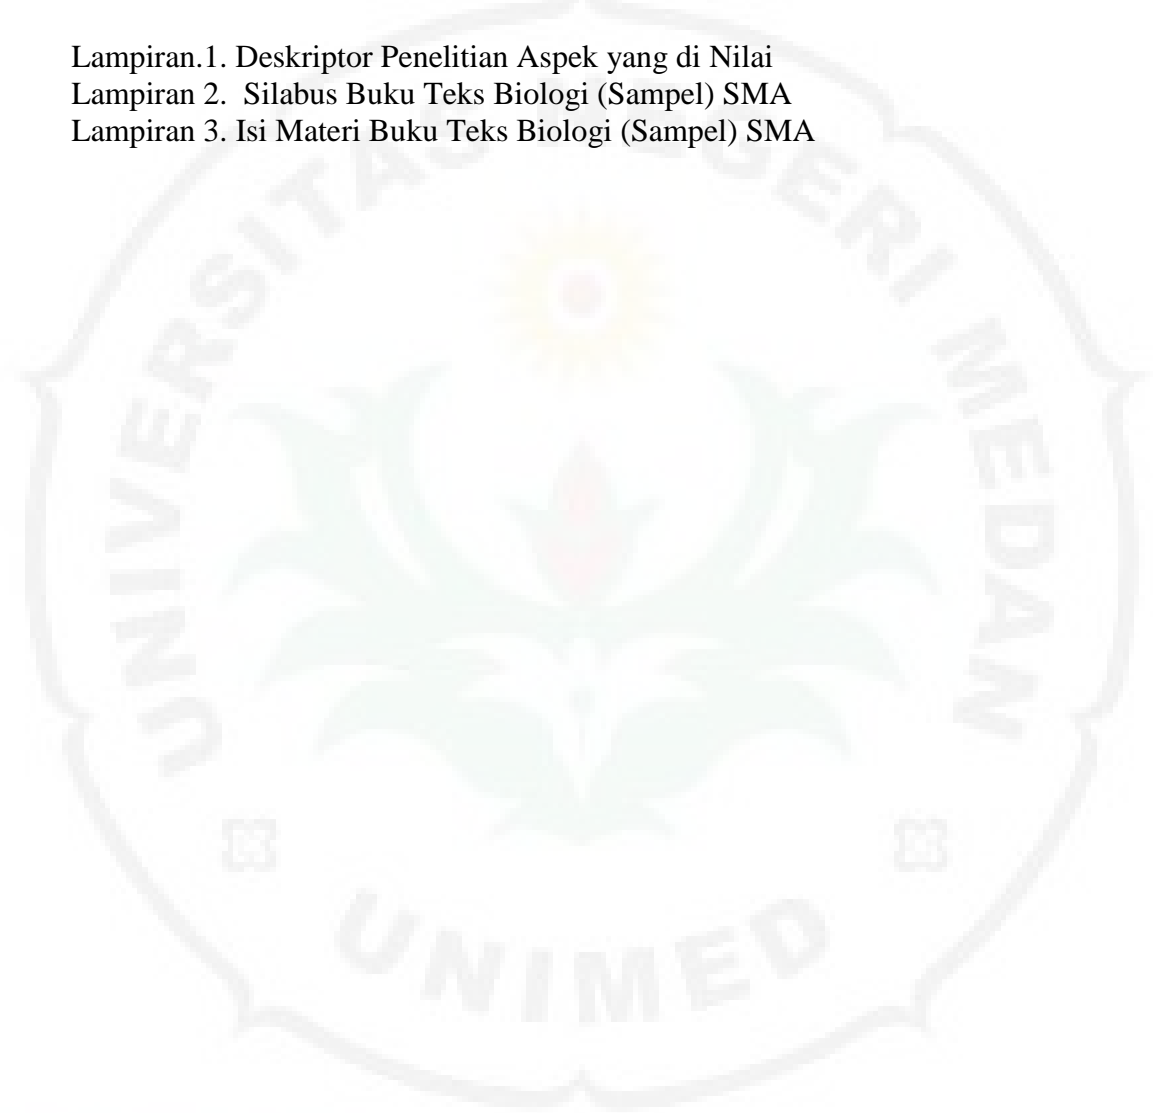 Lampiran.1. Deskriptor Penelitian Aspek yang di Nilai
Lampiran 2.  Silabus Buku Teks Biologi (Sampel) SMA
Lampiran 3. Isi Materi Buku Teks Biologi (Sampel) SMA
UNIVERSITAS NEGERI MEDAN
UNIMED